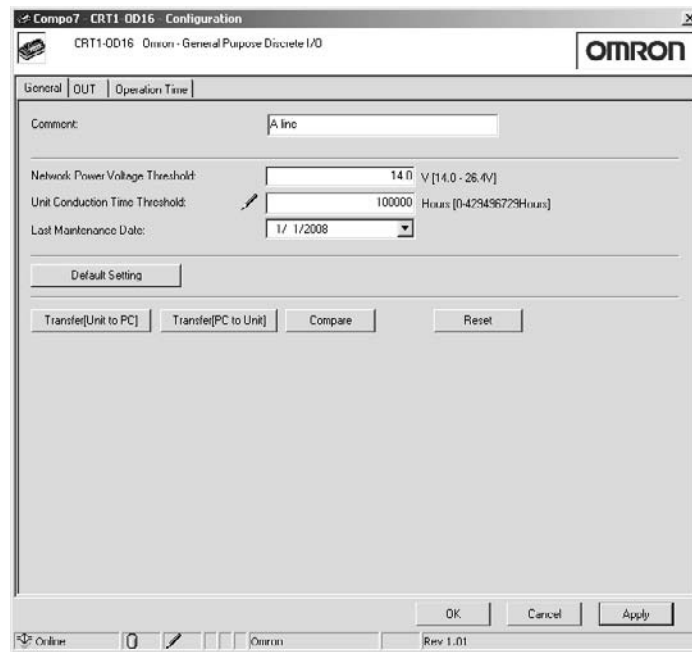 Compo7 - CRT1-OD16 - Configuration
CRT1-OD16 Omron - General Purpose Discrete I/O
OMRON
General OUT Operation Time
Comment: A line
Network Power Voltage Threshold: 14.0 V [14.0 - 26.4V]
Unit Conduction Time Threshold: 100000 Hours [0-429496729Hours]
Last Maintenance Date: 1/ 1/2008
Default Setting
Transfer[Unit to PC] Transfer[PC to Unit] Compare Reset
OK Cancel Apply
Online Omron Rev 1.01